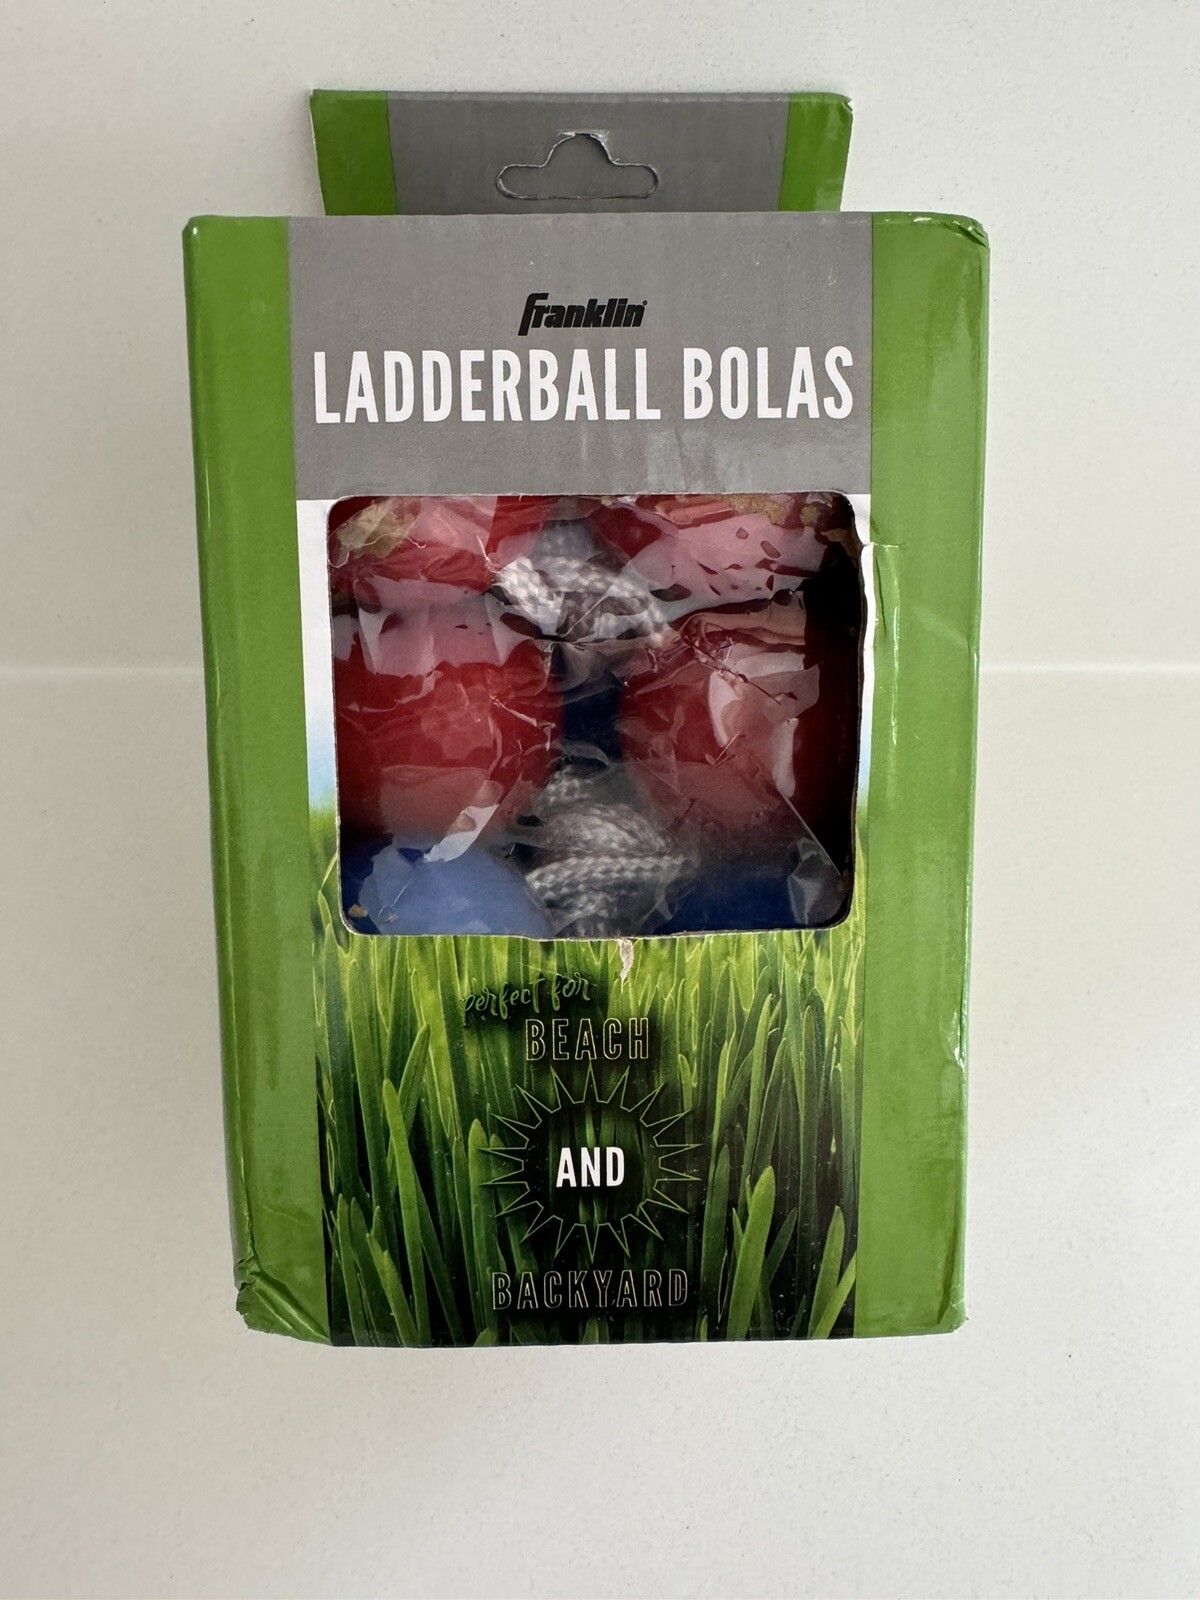 franklin
LADDERBALL BOLAS
perfect for
BEACH
AND
BACKYARD